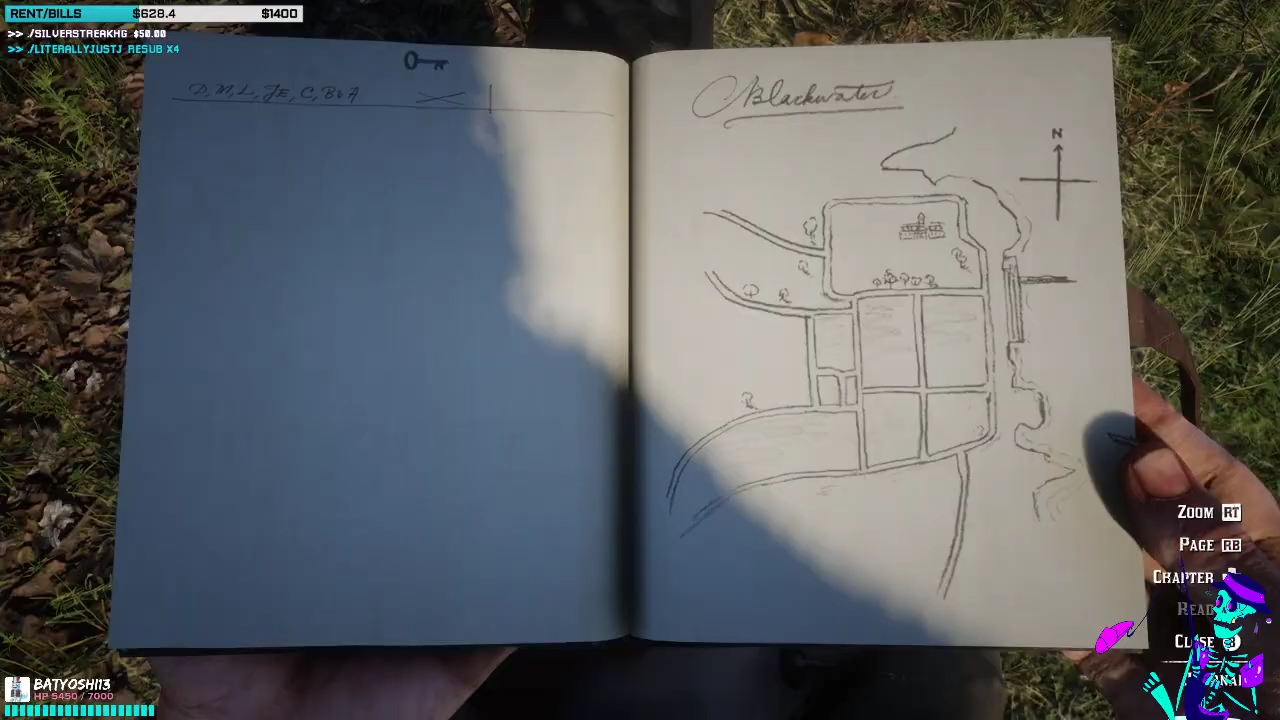 RENT/BILLS $628.4 $1400
>> /SILVERSTREAKHG $50.00
>> /LITERALLYJUSTJ RESUB X4
D, M, L, JE, C, B & A
Blackwater
N
ZOOM RT
PAGE RB
CHAPTER
READ
CLOSE
BATYOSHI13
HP 5450 / 7000